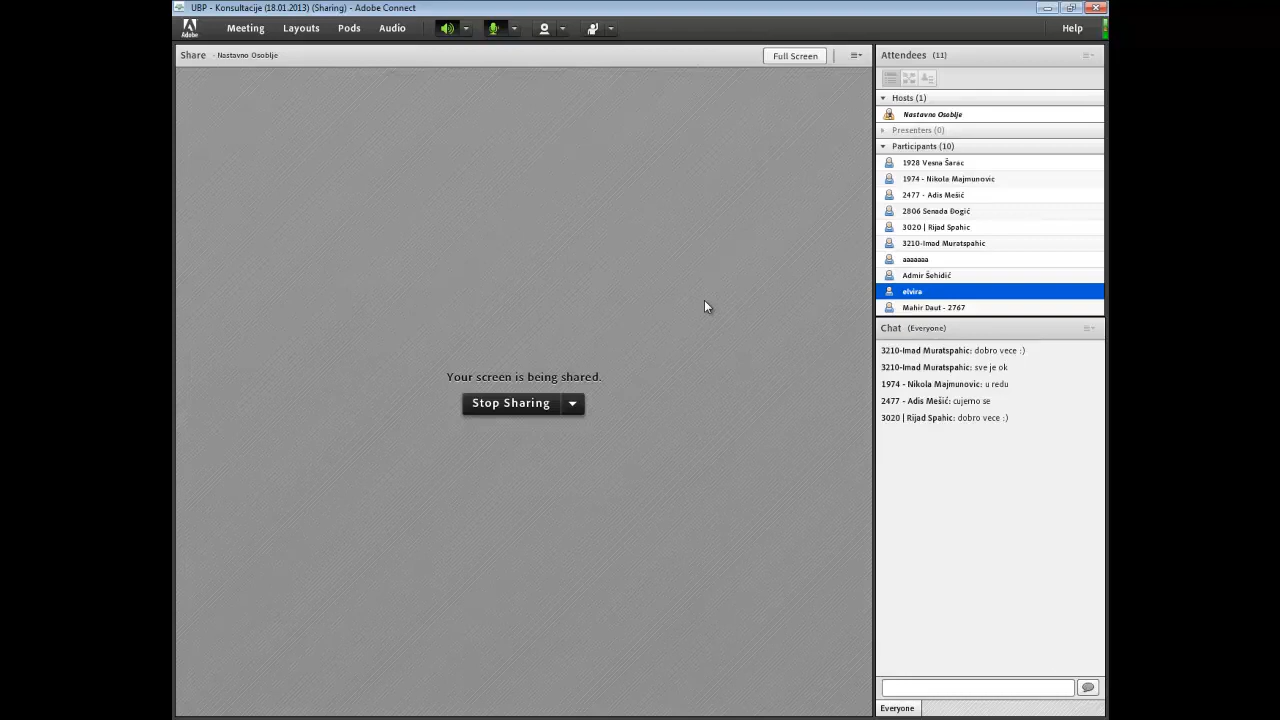 UBP - Konsultacije (18.01.2013) (Sharing) - Adobe Connect
Adobe
Meeting Layouts Pods Audio Help
Share - Nastavno Osoblje Full Screen
Attendees (11)
Hosts (1)
Nastavno Osoblje
Presenters (0)
Participants (10)
1928 Vesna Šarac
1974 - Nikola Majmunovic
2477 - Adis Mešić
2806 Senada Đogić
3020 | Rijad Spahic
3210-Imad Muratspahic
aaaaaaa
Admir Šehidić
elvira
Mahir Daut - 2767
Chat (Everyone)
3210-Imad Muratspahic: dobro vece :)
3210-Imad Muratspahic: sve je ok
1974 - Nikola Majmunovic: u redu
2477 - Adis Mešić: cujemo se
3020 | Rijad Spahic: dobro vece :)
Your screen is being shared.
Stop Sharing
Everyone